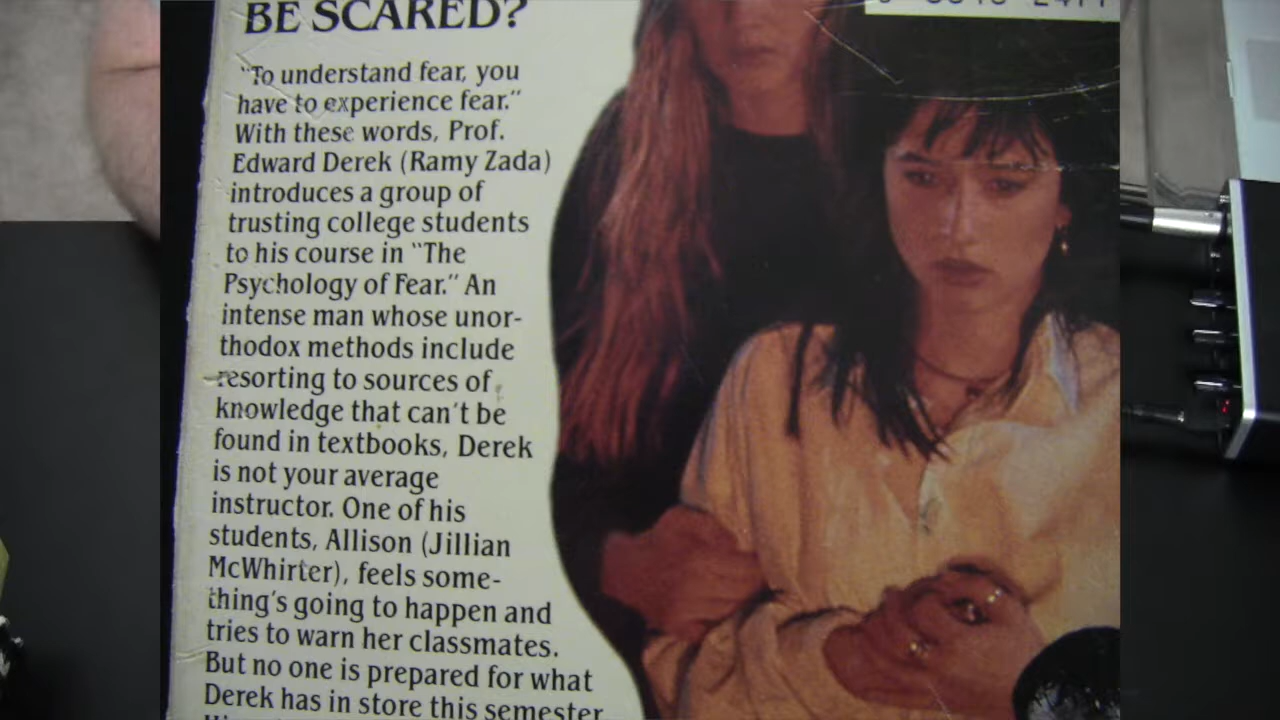 BE SCARED?
"To understand fear, you
have to experience fear."
With these words, Prof.
Edward Derek (Ramy Zada)
introduces a group of
trusting college students
to his course in "The
Psychology of Fear." An
intense man whose unor-
thodox methods include
resorting to sources of
knowledge that can't be
found in textbooks, Derek
is not your average
instructor. One of his
students, Allison (Jillian
McWhirter), feels some-
thing's going to happen and
tries to warn her classmates.
But no one is prepared for what
Derek has in store this semester